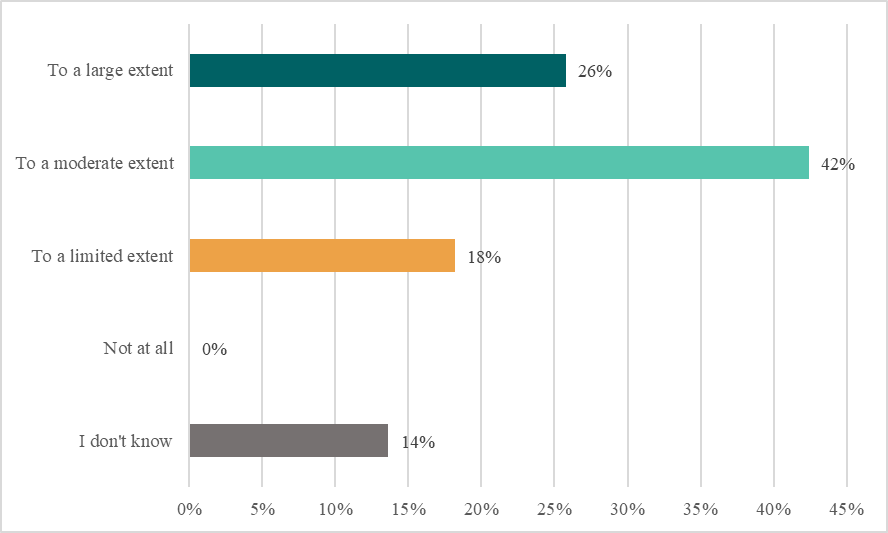 To a large extent 26%
To a moderate extent 42%
To a limited extent 18%
Not at all 0%
I don't know 14%
0% 5% 10% 15% 20% 25% 30% 35% 40% 45%